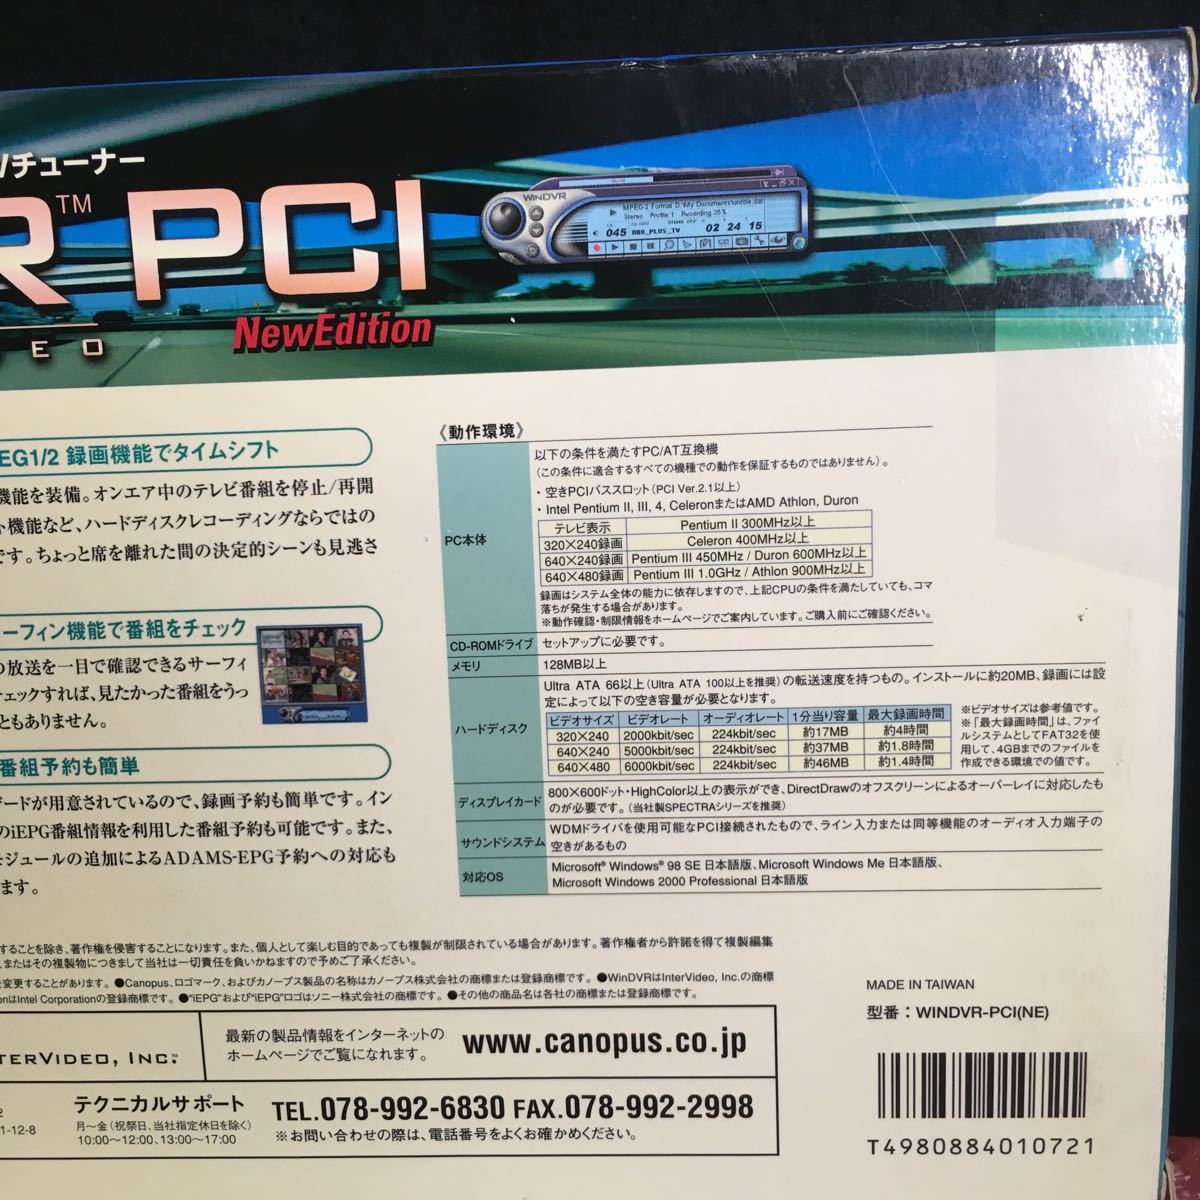 Vチューナー
R™ PCI
WINDVR
MPEG-2 Format D:\My Documents\untitle.dat
Stereo Profile 1 Recording 35%
045 HBO_PLUS_TV 02 24 15
EO
NewEdition
EG1/2 録画機能でタイムシフト
機能を装備。オンエア中のテレビ番組を停止/再開
ト機能など、ハードディスクレコーディングならではの
です。ちょっと席を離れた間の決定的シーンも見逃さ
ーフィン機能で番組をチェック
の放送を一目で確認できるサーフィ
チェックすれば、見たかった番組をうっ
ともありません。
番組予約も簡単
ードが用意されているので、録画予約も簡単です。イン
のiEPG番組情報を利用した番組予約も可能です。また、
モジュールの追加によるADAMS-EPG予約への対応も
ます。
《動作環境》
PC本体
以下の条件を満たすPC/AT互換機
(この条件に適合するすべての機種での動作を保証するものではありません)。
・空きPCIバススロット(PCI Ver.2.1以上)
・Intel Pentium II, III, 4, CeleronまたはAMD Athlon, Duron
テレビ表示 Pentium II 300MHz以上
320×240録画 Celeron 400MHz以上
640×240録画 Pentium III 450MHz / Duron 600MHz以上
640×480録画 Pentium III 1.0GHz / Athlon 900MHz以上
録画はシステム全体の能力に依存しますので、上記CPUの条件を満たしていても、コマ
落ちが発生する場合があります。
※動作確認・制限情報をホームページでご案内しています。ご購入前にご確認ください。
CD-ROMドライブ セットアップに必要です。
メモリ 128MB以上
ハードディスク
Ultra ATA 66以上(Ultra ATA 100以上を推奨)の転送速度を持つもの。インストールに約20MB、録画には設
定によって以下の空き容量が必要となります。
ビデオサイズ ビデオレート オーディオレート 1分当り容量 最大録画時間
320×240 2000kbit/sec 224kbit/sec 約17MB 約4時間
640×240 5000kbit/sec 224kbit/sec 約37MB 約1.8時間
640×480 6000kbit/sec 224kbit/sec 約46MB 約1.4時間
※ビデオサイズは参考値です。
※「最大録画時間」は、ファイ
ルシステムとしてFAT32を使
用して、4GBまでのファイルを
作成できる環境での値です。
ディスプレイカード 800×600ドット・HighColor以上の表示ができ、DirectDrawのオフスクリーンによるオーバーレイに対応したも
のが必要です。(当社製SPECTRAシリーズを推奨)
サウンドシステム WDMドライバを使用可能なPCI接続されたもので、ライン入力または同等機能のオーディオ入力端子の
空きがあるもの
対応OS Microsoft® Windows® 98 SE 日本語版、Microsoft Windows Me 日本語版、
Microsoft Windows 2000 Professional 日本語版
することを除き、著作権を侵害することになります。また、個人として楽しむ目的であっても複製が制限されている場合があります。著作権者から許諾を得て複製編集
またはその複製物につきまして当社は一切責任を負いかねますので予めご了承ください。
を変更することがあります。●Canopus、ロゴマーク、およびカノープス製品の名称はカノープス株式会社の商標または登録商標です。●WinDVRはInterVideo, Inc.の商標
onはIntel Corporationの登録商標です。●"iEPG"および"iEPG"ロゴはソニー株式会社の商標です。●その他の商品名は各社の商標または登録商標です。
TERVIDEO, INC.™
最新の製品情報をインターネットの
ホームページでご覧になれます。
www.canopus.co.jp
2
1-12-8
テクニカルサポート
月～金(祝祭日、当社指定休日を除く)
10:00～12:00、13:00～17:00
TEL.078-992-6830 FAX.078-992-2998
※お問い合わせの際は、電話番号をよくお確かめください。
MADE IN TAIWAN
型番：WINDVR-PCI(NE)
T4980884010721